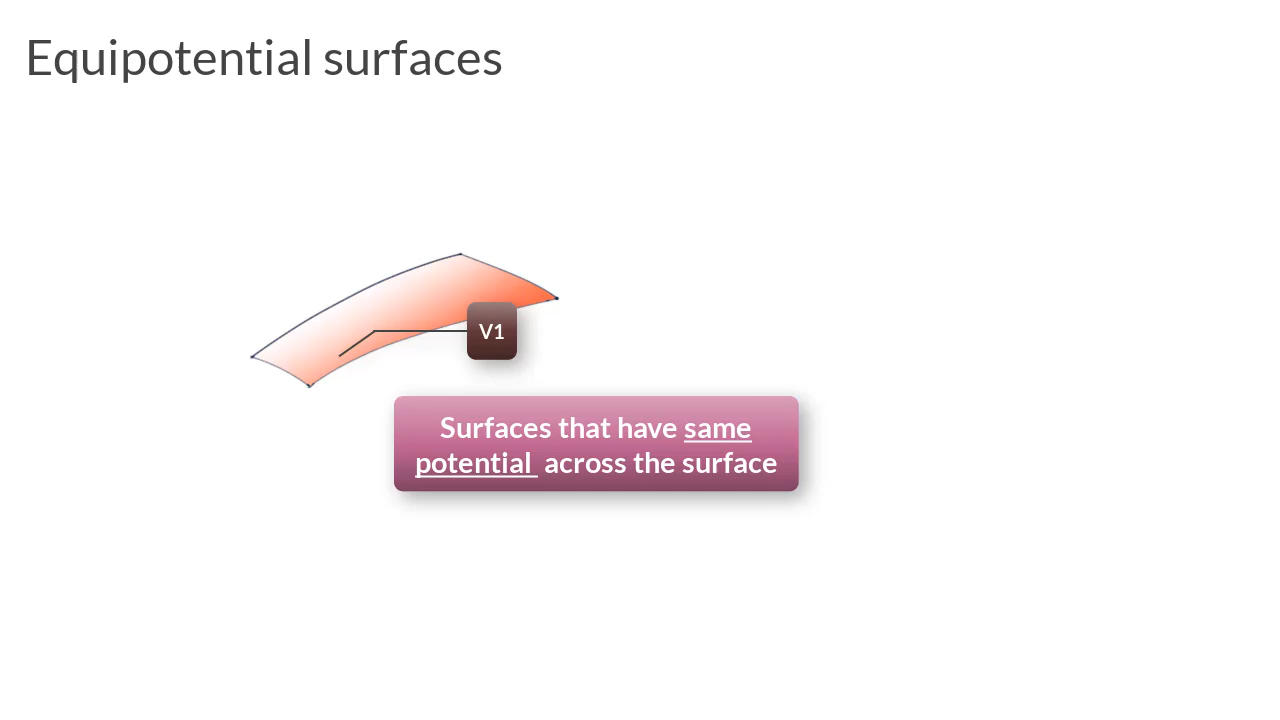 Equipotential surfaces
V1
Surfaces that have same
potential across the surface